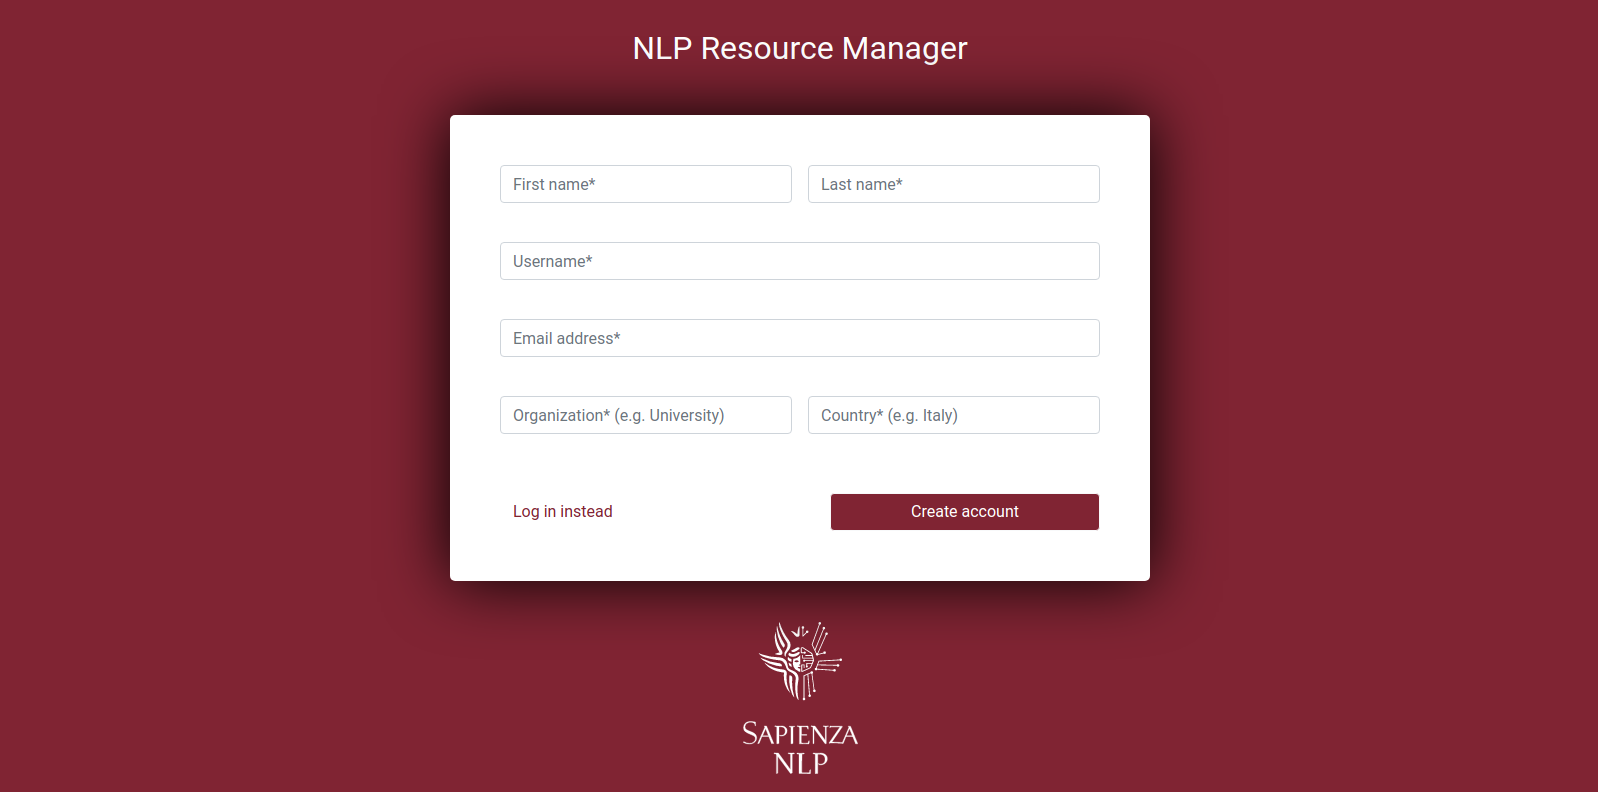 NLP Resource Manager
First name*
Last name*
Username*
Email address*
Organization* (e.g. University)
Country* (e.g. Italy)
Log in instead
Create account
SAPIENZA
NLP